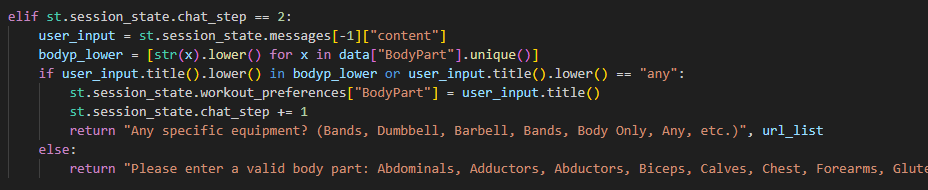 elif st.session_state.chat_step == 2:
    user_input = st.session_state.messages[-1]["content"]
    bodyp_lower = [str(x).lower() for x in data["BodyPart"].unique()]
    if user_input.title().lower() in bodyp_lower or user_input.title().lower() == "any":
        st.session_state.workout_preferences["BodyPart"] = user_input.title()
        st.session_state.chat_step += 1
        return "Any specific equipment? (Bands, Dumbbell, Barbell, Bands, Body Only, Any, etc.)", url_list
    else:
        return "Please enter a valid body part: Abdominals, Adductors, Abductors, Biceps, Calves, Chest, Forearms, Glute